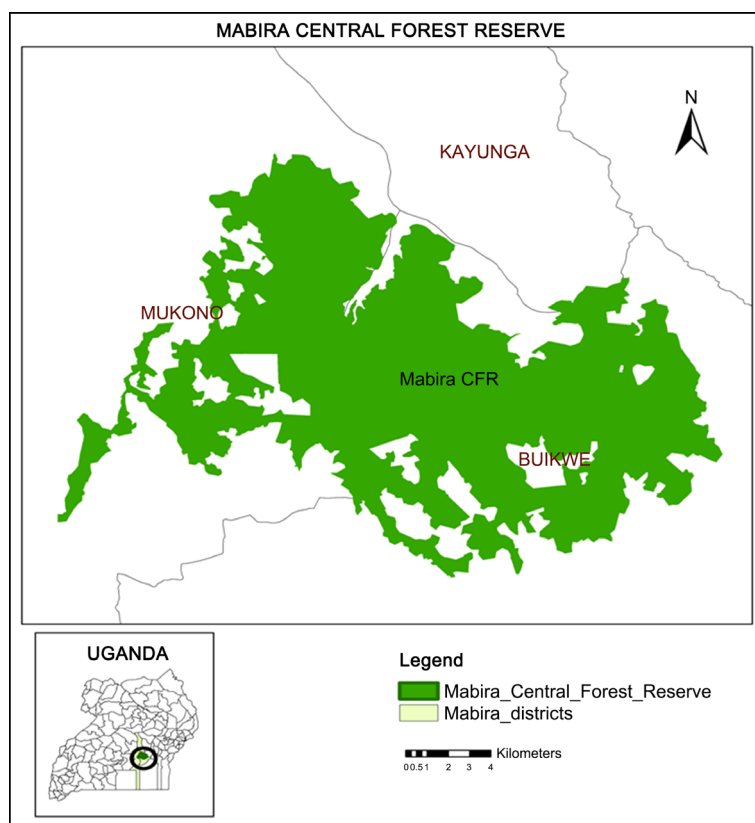 MABIRA CENTRAL FOREST RESERVE
N
KAYUNGA
MUKONO
Mabira CFR
BUIKWE
UGANDA
Legend
Mabira_Central_Forest_Reserve
Mabira_districts
Kilometers
0 0.5 1 2 3 4